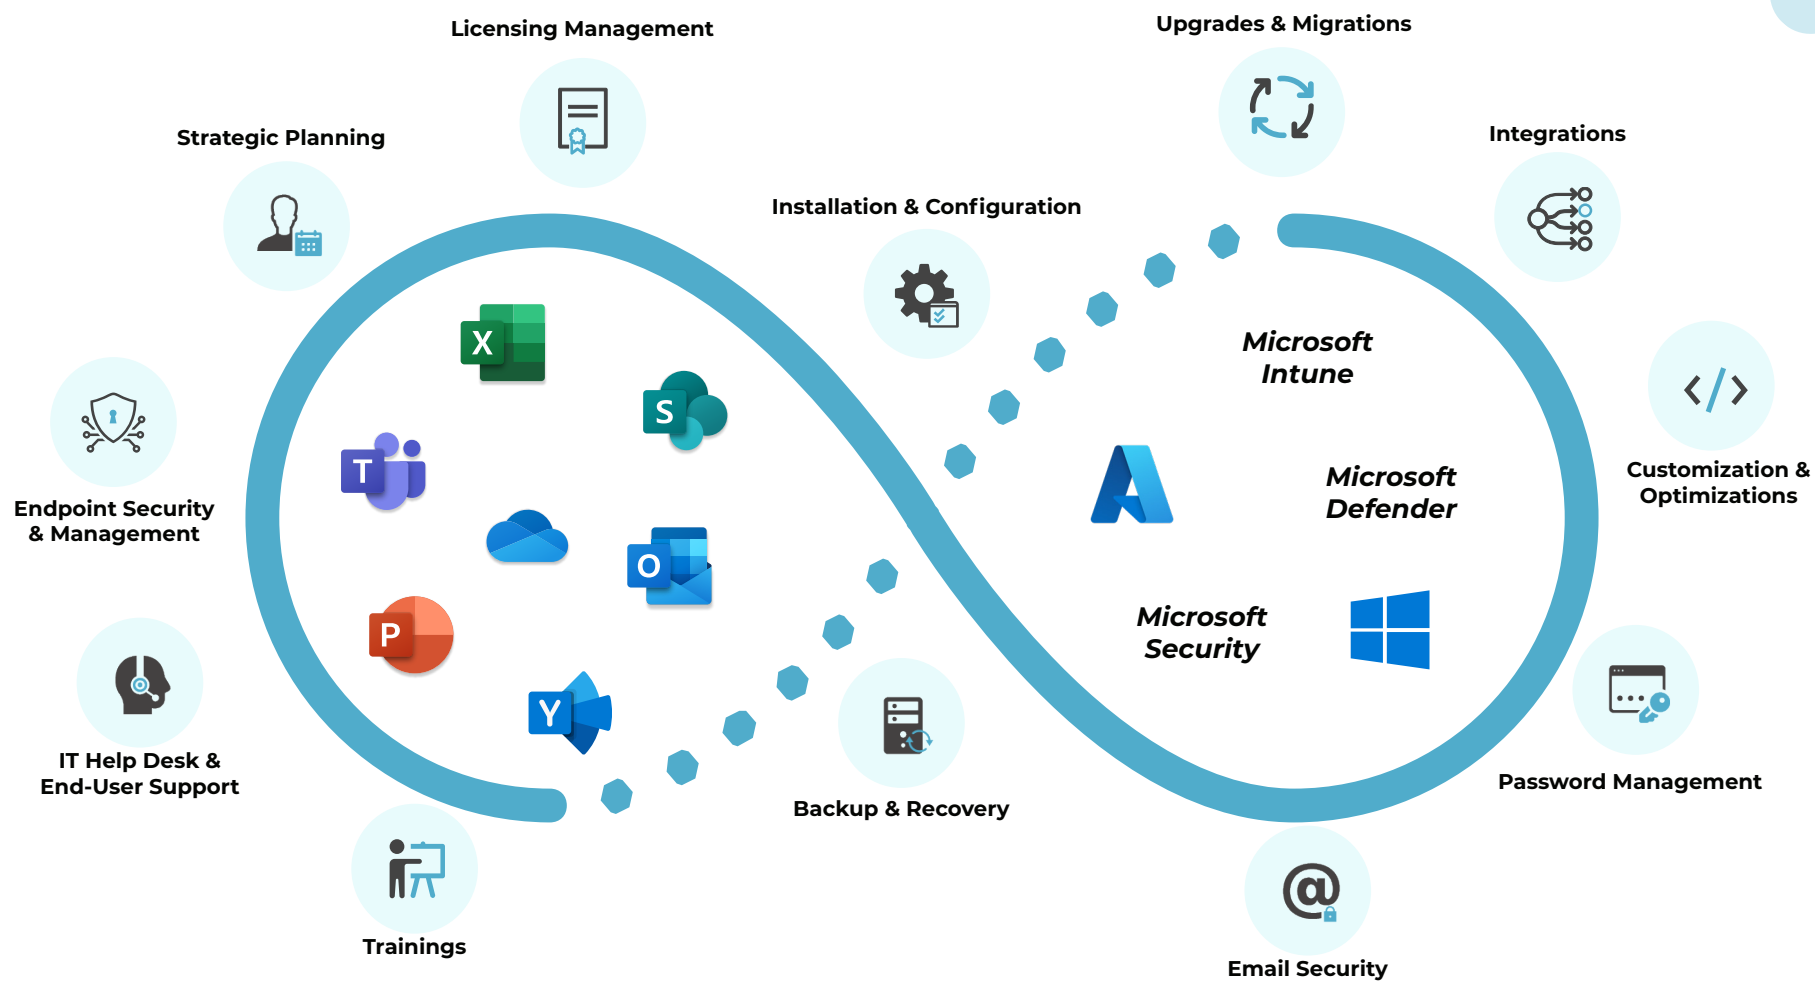 Licensing Management
Upgrades & Migrations
Strategic Planning
Integrations
Installation & Configuration
X
S
T
O
P
Y
Microsoft
Intune
Microsoft
Defender
Microsoft
Security
Customization &
Optimizations
Endpoint Security
& Management
IT Help Desk &
End-User Support
Password Management
Backup & Recovery
Trainings
@
Email Security